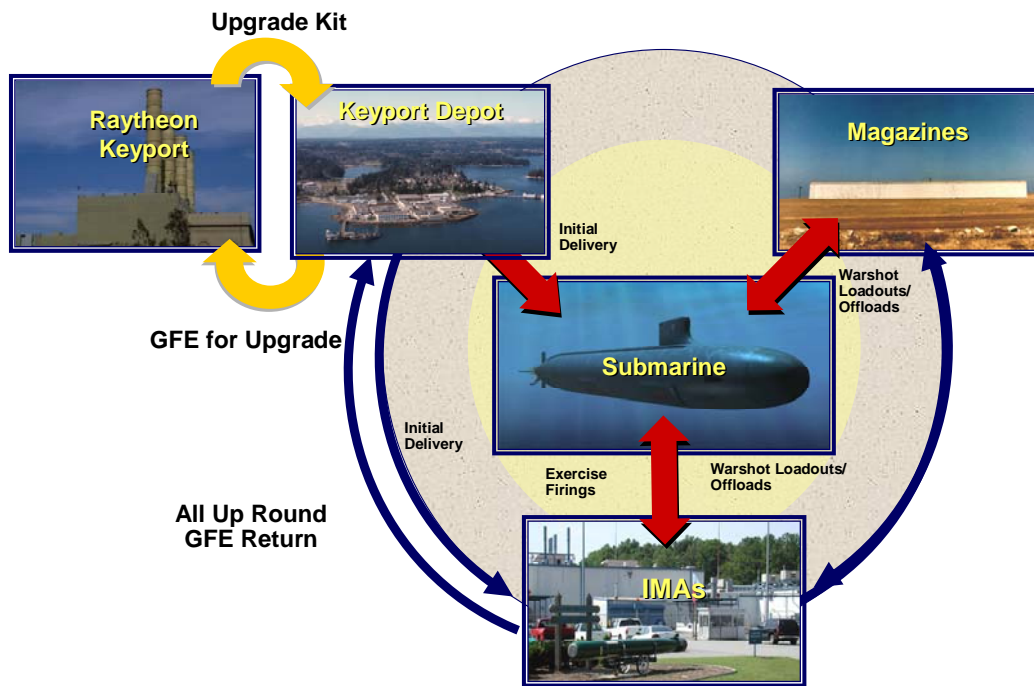 Upgrade Kit
Raytheon
Keyport
Keyport Depot
Magazines
Initial
Delivery
Warshot
Loadouts/
Offloads
GFE for Upgrade
Submarine
Initial
Delivery
Exercise
Firings
Warshot Loadouts/
Offloads
All Up Round
GFE Return
IMAs